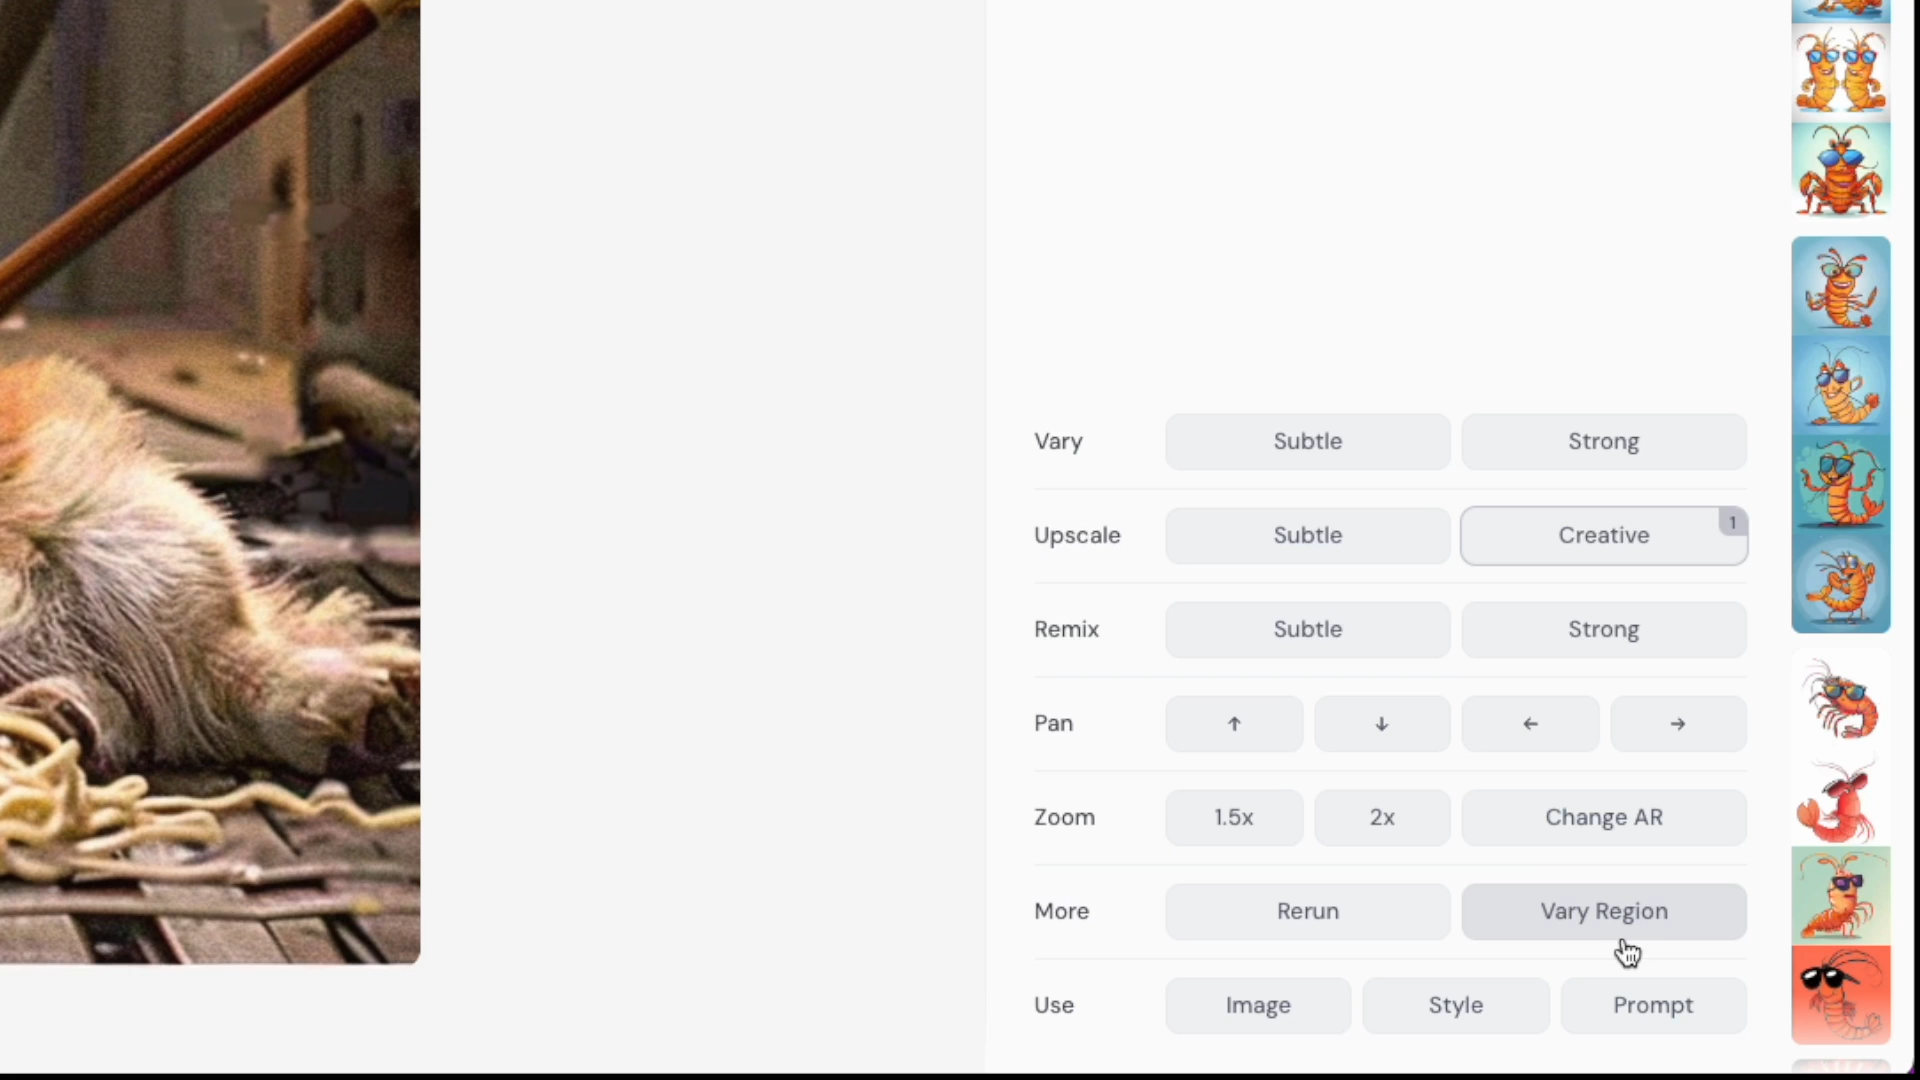 Vary Subtle Strong
Upscale Subtle Creative 1
Remix Subtle Strong
Pan ↑ ↓ ← →
Zoom 1.5x 2x Change AR
More Rerun Vary Region
Use Image Style Prompt